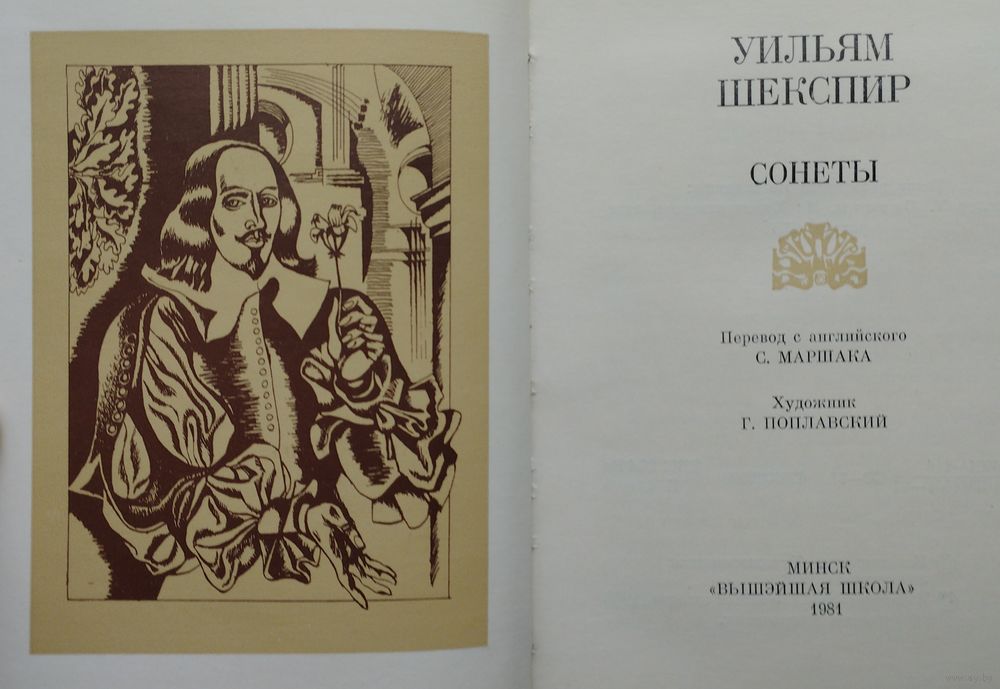 УИЛЬЯМ
ШЕКСПИР
СОНЕТЫ
Перевод с английского
С. МАРШАКА
Художник
Г. ПОПЛАВСКИЙ
МИНСК
«ВЫШЭЙШАЯ ШКОЛА»
1981